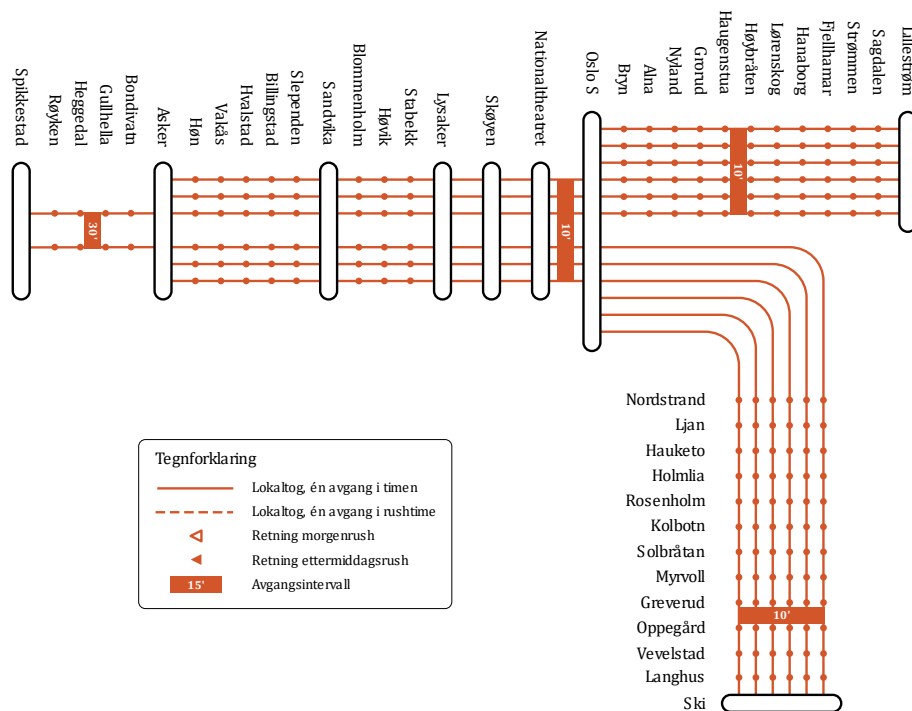 Spikkestad
Røyken
Heggedal
Gullhella
Bondivatn
Asker
Høn
Vakås
Hvalstad
Billingstad
Slependen
Sandvika
Blommenholm
Høvik
Stabekk
Lysaker
Skøyen
Nationaltheatret
Oslo S
Bryn
Alna
Nyland
Grorud
Haugenstua
Høybråten
Lørenskog
Hanaborg
Fjellhamar
Strømmen
Sagdalen
Lillestrøm
30'
10'
10'
Nordstrand
Ljan
Hauketo
Holmlia
Rosenholm
Kolbotn
Solbråtan
Myrvoll
Greverud
10'
Oppegård
Vevelstad
Langhus
Ski
Tegnforklaring
Lokaltog, én avgang i timen
Lokaltog, én avgang i rushtime
Retning morgenrush
Retning ettermiddagsrush
15' Avgangsintervall